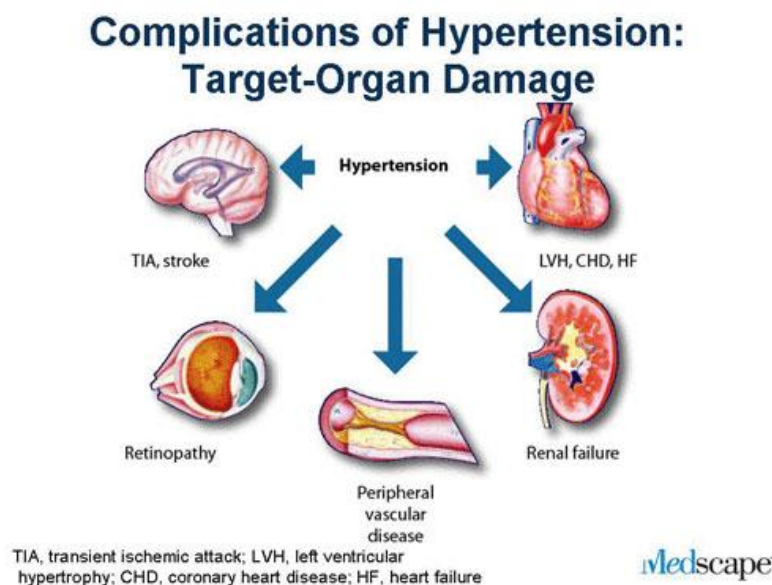 Complications of Hypertension:
Target-Organ Damage
Hypertension
TIA, stroke
LVH, CHD, HF
Retinopathy
Renal failure
Peripheral
vascular
disease
TIA, transient ischemic attack; LVH, left ventricular
hypertrophy; CHD, coronary heart disease; HF, heart failure
Medscape